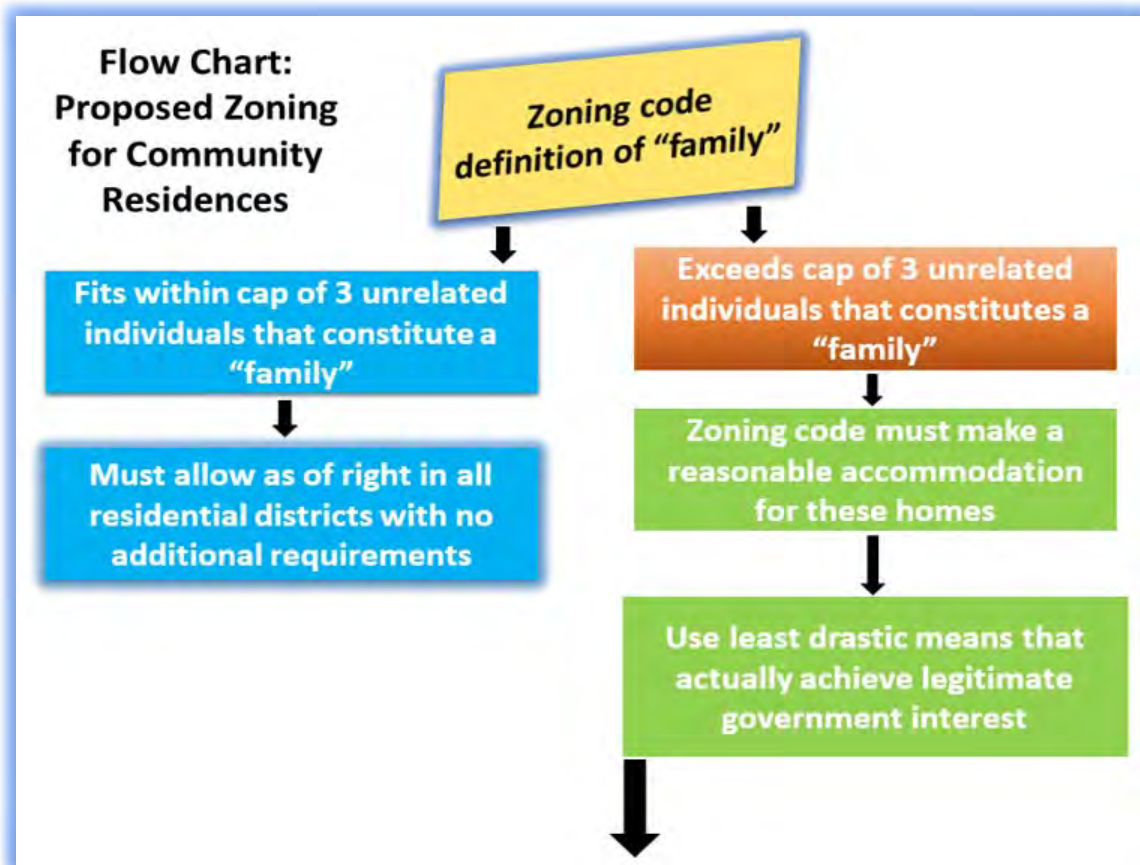 Flow Chart:
Proposed Zoning
for Community
Residences
Zoning code
definition of “family”
Fits within cap of 3 unrelated
individuals that constitute a
“family”
Must allow as of right in all
residential districts with no
additional requirements
Exceeds cap of 3 unrelated
individuals that constitutes a
“family”
Zoning code must make a
reasonable accommodation
for these homes
Use least drastic means that
actually achieve legitimate
government interest